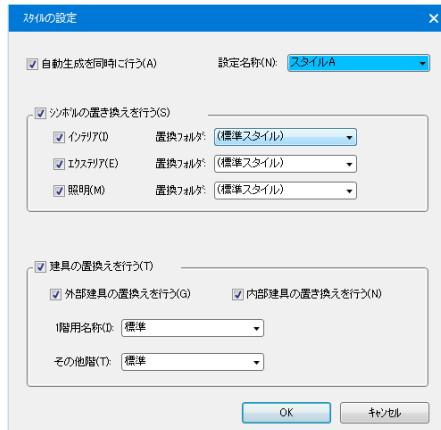 ｽﾀｲﾙの設定
自動生成を同時に行う(A) 設定名称(N): スタイルA
ｼﾝﾎﾞﾙの置き換えを行う(S)
ｲﾝﾃﾘｱ(I) 置換ﾌｫﾙﾀﾞ: (標準スタイル)
ｴｸｽﾃﾘｱ(E) 置換ﾌｫﾙﾀﾞ: (標準スタイル)
照明(M) 置換ﾌｫﾙﾀﾞ: (標準スタイル)
建具の置換えを行う(T)
外部建具の置換えを行う(G) 内部建具の置き換えを行う(N)
1階用名称(I): 標準
その他階(T): 標準
OK ｷｬﾝｾﾙ